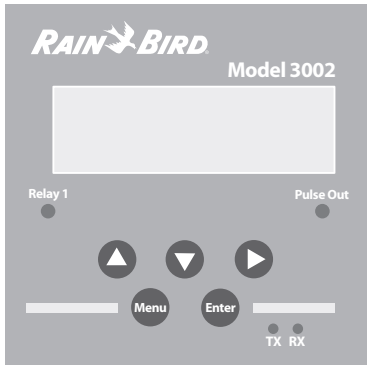 RAIN BIRD
Model 3002
Relay 1 Pulse Out
Menu Enter
TX RX